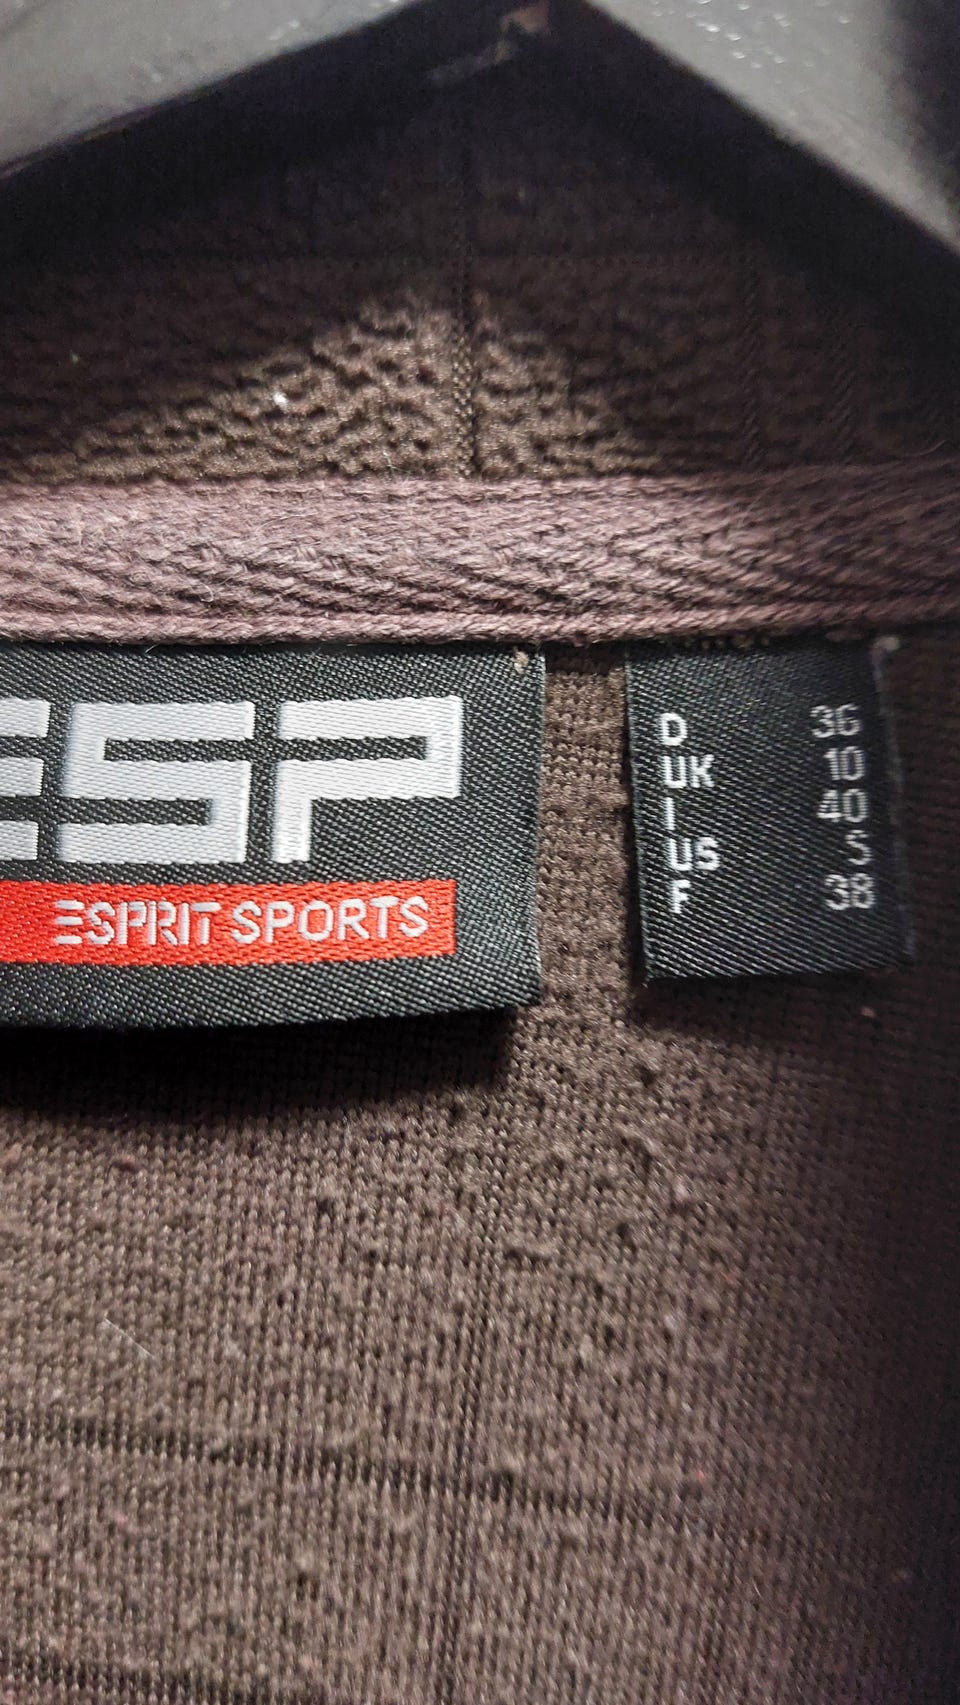 ESP
ESPRIT SPORTS
D 36
UK 10
I 40
US S
F 38